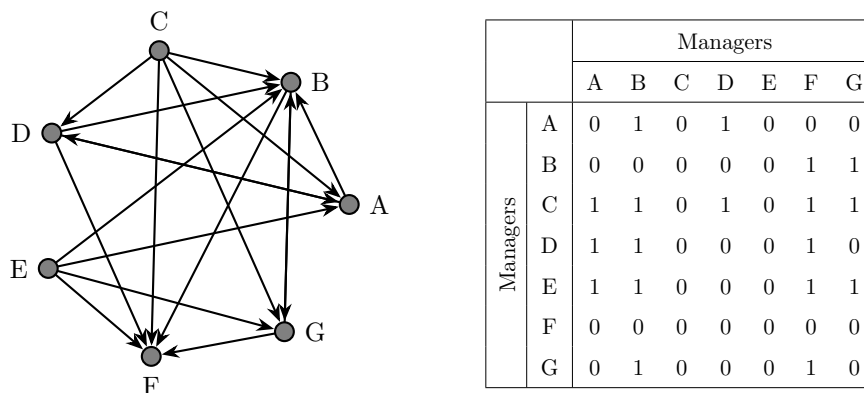 C
B
D
A
E
G
F
Managers
A B C D E F G
Managers
A 0 1 0 1 0 0 0
B 0 0 0 0 0 1 1
C 1 1 0 1 0 1 1
D 1 1 0 0 0 1 0
E 1 1 0 0 0 1 1
F 0 0 0 0 0 0 0
G 0 1 0 0 0 1 0